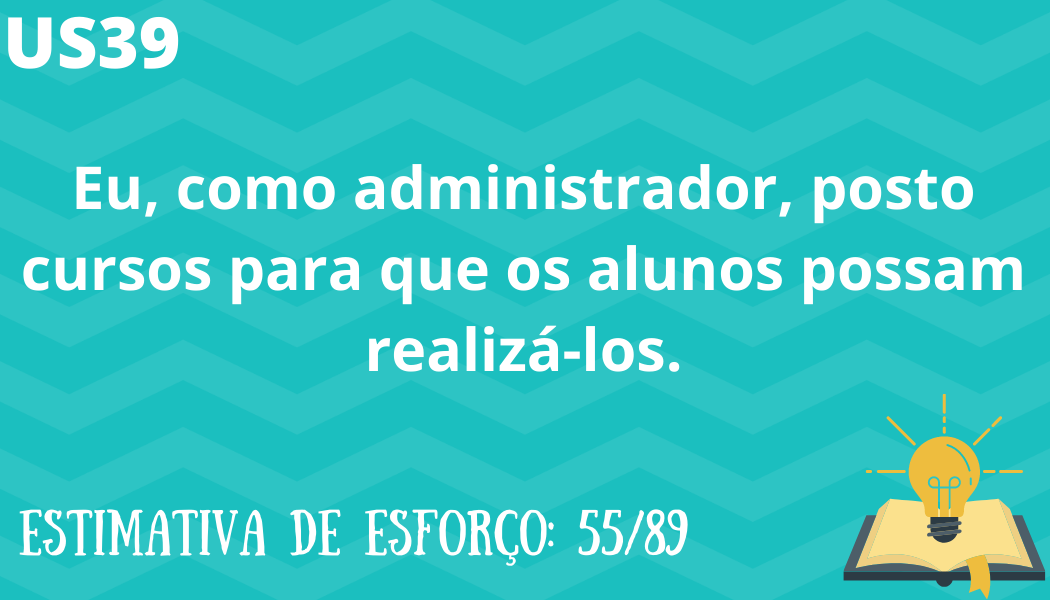 US39
Eu, como administrador, posto
cursos para que os alunos possam
realizá-los.
ESTIMATIVA DE ESFORÇO: 55/89